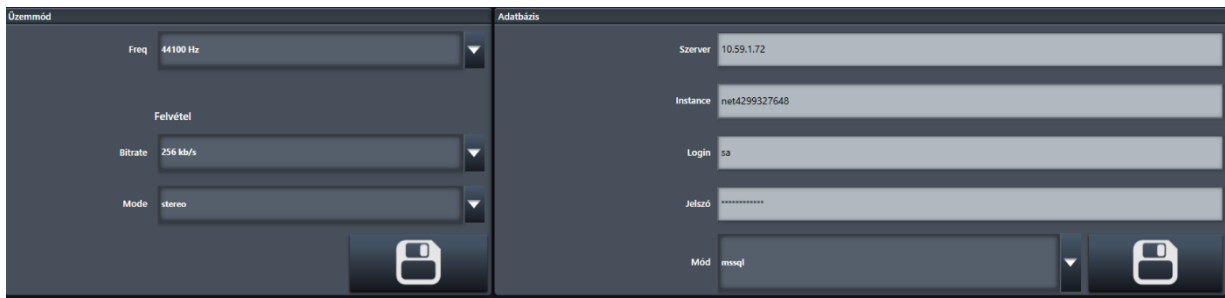 Üzemmód
Freq 44100 Hz
Felvétel
Bitrate 256 kb/s
Mode stereo
Adatbázis
Szerver 10.59.1.72
Instance net4299327648
Login sa
Jelszó ************
Mód mssql